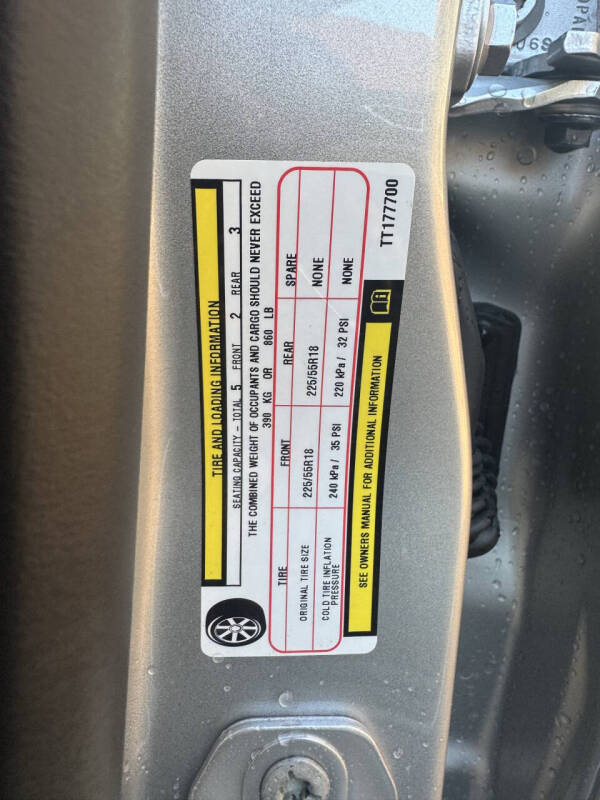 TIRE AND LOADING INFORMATION
SEATING CAPACITY – TOTAL 5 FRONT 2 REAR 3
THE COMBINED WEIGHT OF OCCUPANTS AND CARGO SHOULD NEVER EXCEED
390 KG OR 860 LB
TIRE FRONT REAR SPARE
ORIGINAL TIRE SIZE 225/55R18 225/55R18 NONE
COLD TIRE INFLATION
PRESSURE 240 kPa / 35 PSI 220 kPa / 32 PSI NONE
SEE OWNERS MANUAL FOR ADDITIONAL INFORMATION
TT177700